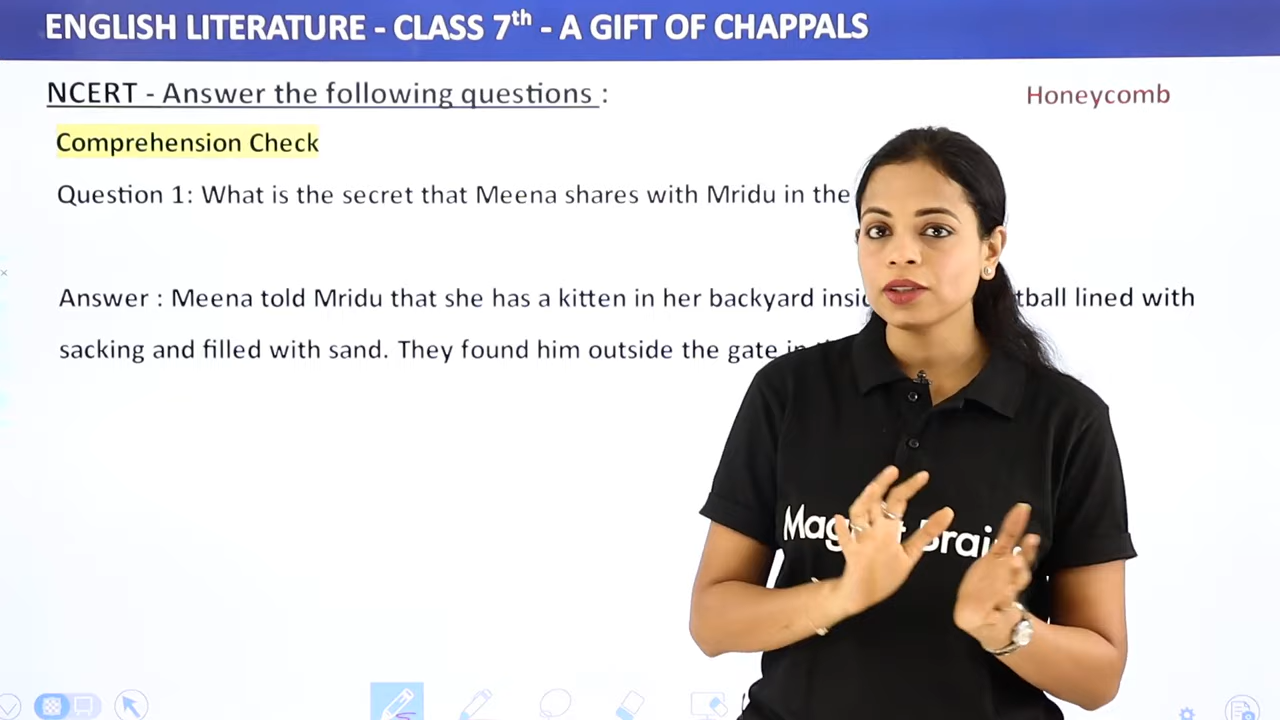 ENGLISH LITERATURE - CLASS 7th - A GIFT OF CHAPPALS
NCERT - Answer the following questions :
Honeycomb
Comprehension Check
Question 1: What is the secret that Meena shares with Mridu in the
Answer : Meena told Mridu that she has a kitten in her backyard tball lined with
sacking and filled with sand. They found him outside the gate